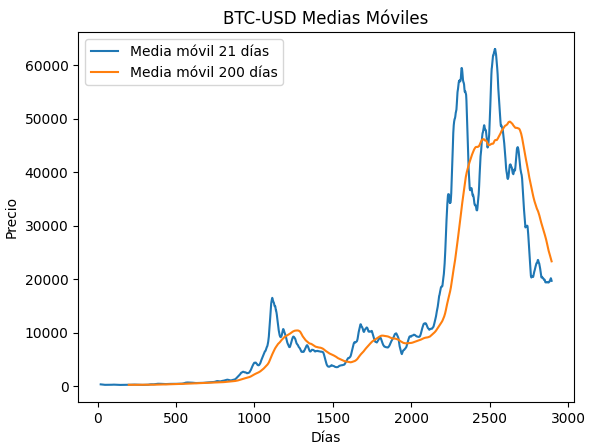 BTC-USD Medias Móviles
Media móvil 21 días
Media móvil 200 días
Precio
60000
50000
40000
30000
20000
10000
0
0 500 1000 1500 2000 2500 3000
Días